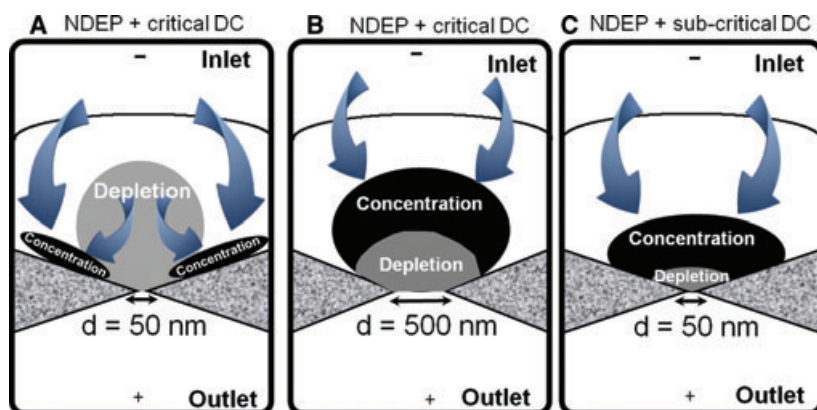 A NDEP + critical DC
-
Inlet
Depletion
Concentration
Concentration
d = 50 nm
+
Outlet
B NDEP + critical DC
-
Inlet
Concentration
Depletion
d = 500 nm
+
Outlet
C NDEP + sub-critical DC
-
Inlet
Concentration
Depletion
d = 50 nm
+
Outlet